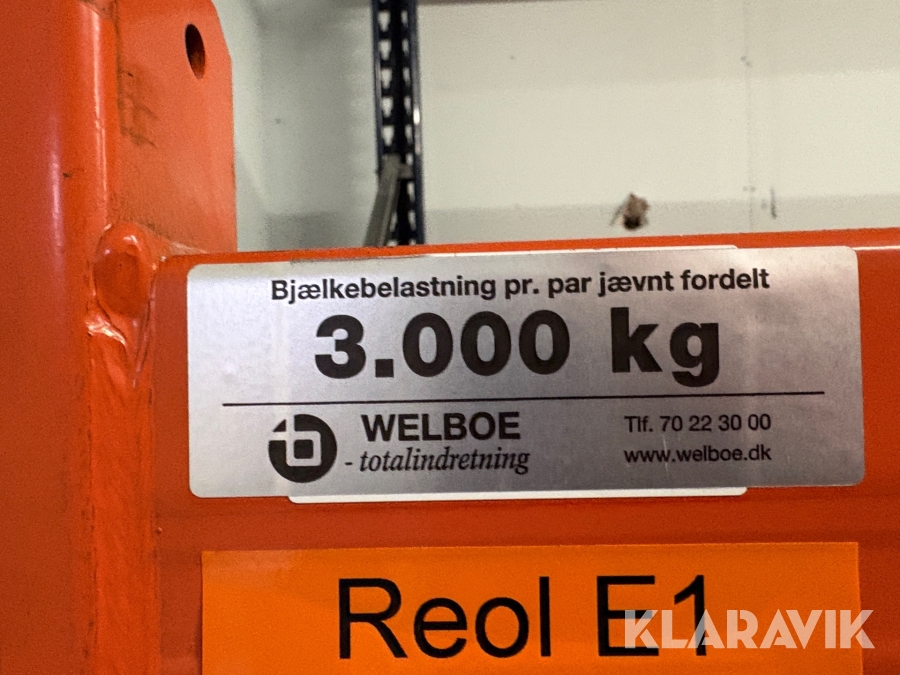 Bjælkebelastning pr. par jævnt fordelt
3.000 kg
WELBOE
- totalindretning
Tlf. 70 22 30 00
www.welboe.dk
Reol E1
KLARAVIK